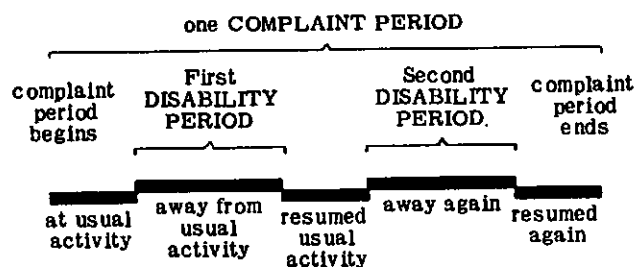 one COMPLAINT PERIOD
complaint
period
begins
First
DISABILITY
PERIOD
Second
DISABILITY
PERIOD.
complaint
period
ends
at usual
activity
away from
usual
activity
resumed
usual
activity
away again
resumed
again